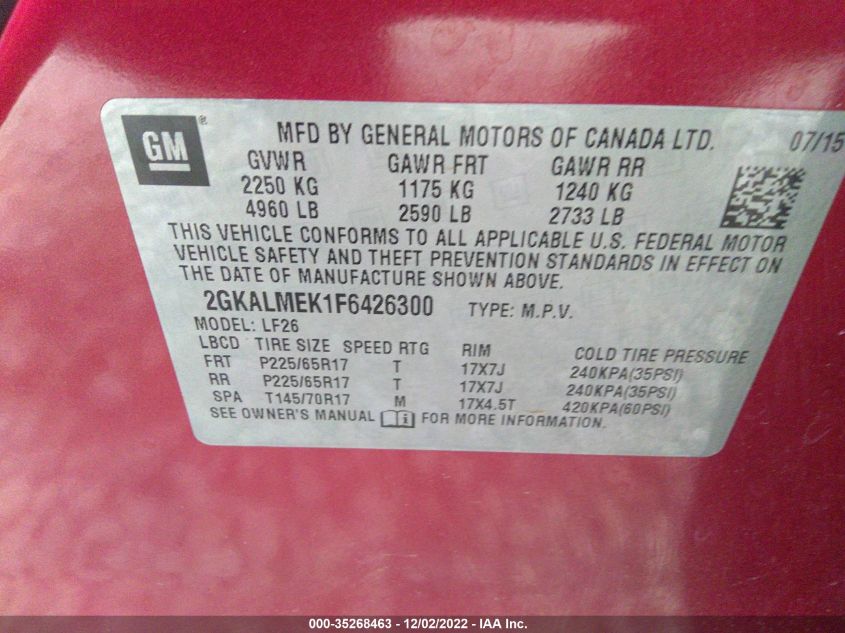 GM ® MFD BY GENERAL MOTORS OF CANADA LTD. 07/15
GVWR GAWR FRT GAWR RR
2250 KG 1175 KG 1240 KG
4960 LB 2590 LB 2733 LB
THIS VEHICLE CONFORMS TO ALL APPLICABLE U.S. FEDERAL MOTOR
VEHICLE SAFETY AND THEFT PREVENTION STANDARDS IN EFFECT ON
THE DATE OF MANUFACTURE SHOWN ABOVE.
2GKALMEK1F6426300 TYPE: M.P.V.
MODEL: LF26
LBCD TIRE SIZE SPEED RTG RIM COLD TIRE PRESSURE
FRT P225/65R17 T 17X7J 240KPA(35PSI)
RR P225/65R17 T 17X7J 240KPA(35PSI)
SPA T145/70R17 M 17X4.5T 420KPA(60PSI)
SEE OWNER'S MANUAL FOR MORE INFORMATION.
000-35268463 - 12/02/2022 - IAA Inc.